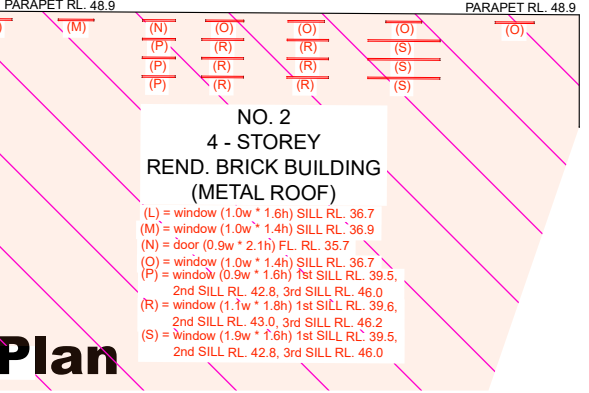 PARAPET RL. 48.9
PARAPET RL. 48.9
(M)
(N)
(O)
(O)
(O)
(O)
(P)
(R)
(R)
(S)
(P)
(R)
(R)
(S)
(P)
(R)
(R)
(S)
NO. 2
4 - STOREY
REND. BRICK BUILDING
(METAL ROOF)
(L) = window (1.0w * 1.6h) SILL RL. 36.7
(M) = window (1.0w * 1.4h) SILL RL. 36.9
(N) = door (0.9w * 2.1h) FL. RL. 35.7
(O) = window (1.0w * 1.4h) SILL RL. 36.7
(P) = window (0.9w * 1.6h) 1st SILL RL. 39.5,
2nd SILL RL. 42.8, 3rd SILL RL. 46.0
(R) = window (1.1w * 1.8h) 1st SILL RL. 39.6,
2nd SILL RL. 43.0, 3rd SILL RL. 46.2
(S) = window (1.9w * 1.6h) 1st SILL RL. 39.5,
2nd SILL RL. 42.8, 3rd SILL RL. 46.0
Plan